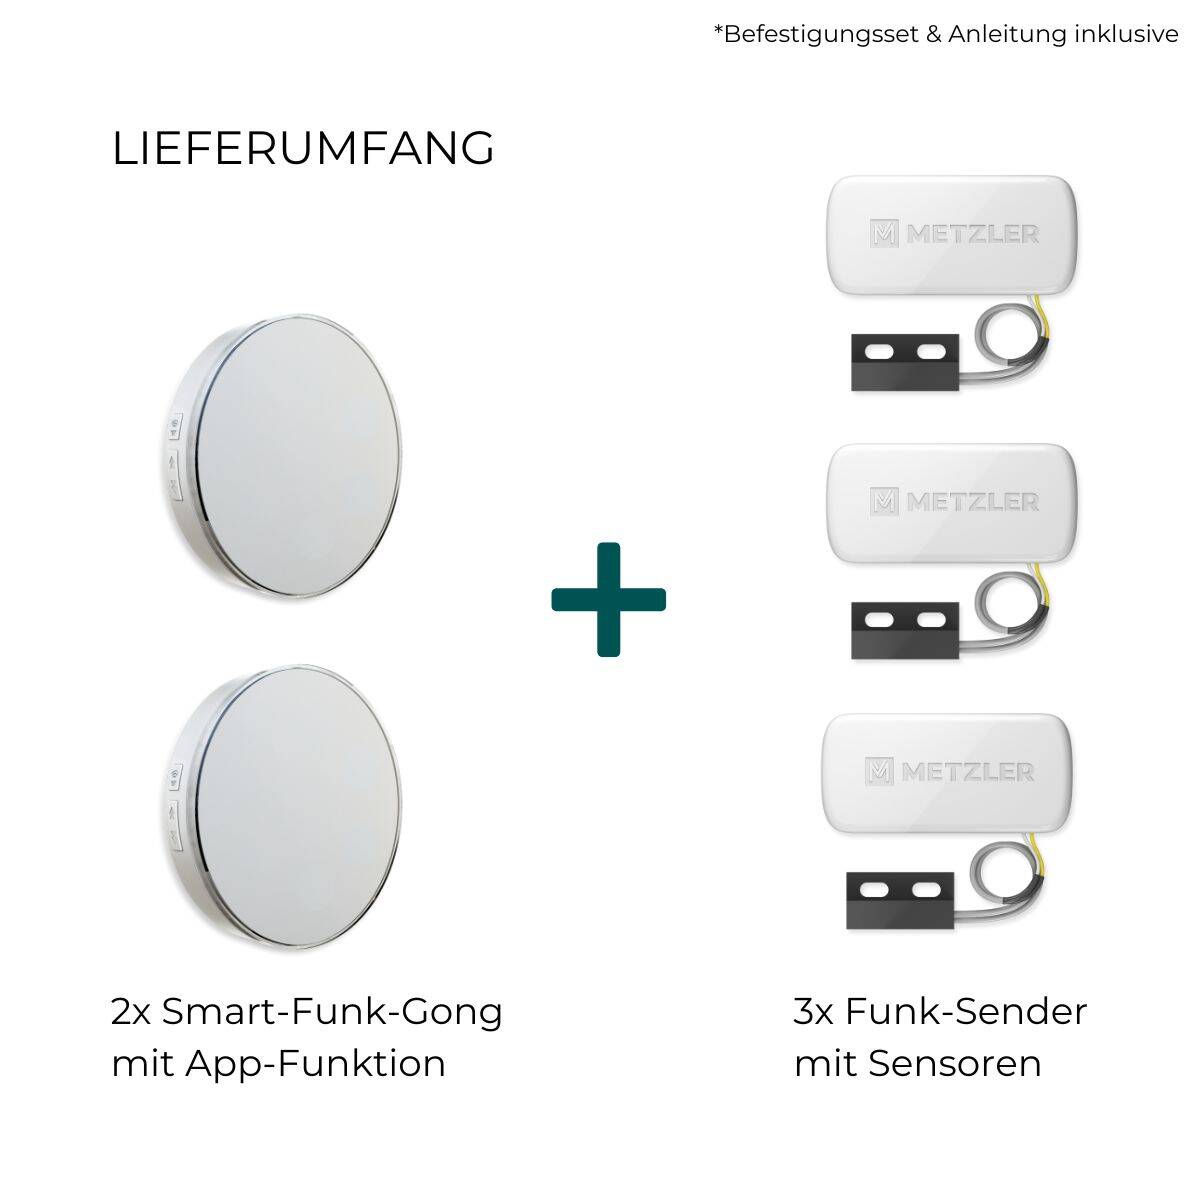 *Befestigungsset & Anleitung inklusive
LIEFERUMFANG
METZLER
METZLER
METZLER
2x Smart-Funk-Gong
mit App-Funktion
3x Funk-Sender
mit Sensoren